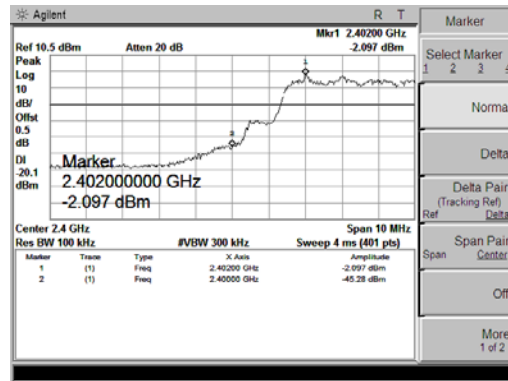 Agilent R T
Mkr1 2.40200 GHz
Ref 10.5 dBm Atten 20 dB -2.097 dBm
Peak
Log
10
dB/
Offst
0.5
dB
DI
-20.1
dBm
1
2
Marker
2.402000000 GHz
-2.097 dBm
Center 2.4 GHz Span 10 MHz
Res BW 100 kHz #VBW 300 kHz Sweep 4 ms (401 pts)
Marker Trace Type X Axis Amplitude
1 (1) Freq 2.40200 GHz -2.097 dBm
2 (1) Freq 2.40000 GHz -45.28 dBm
Marker
Select Marker
1 2 3 4
Norma
Delta
Delta Pair
(Tracking Ref)
Ref Delta
Span Pair
Span Center
Off
More
1 of 2